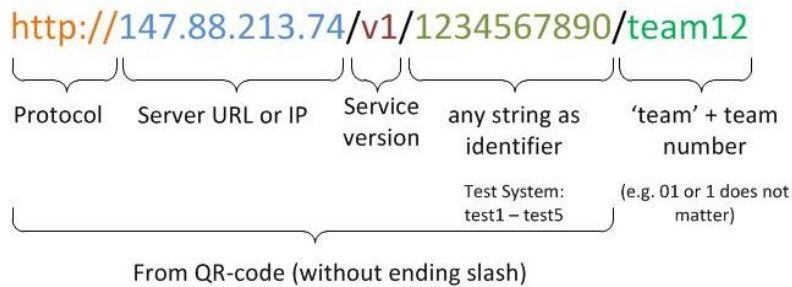 http://147.88.213.74/v1/1234567890/team12
Protocol
Server URL or IP
Service
version
any string as
identifier
Test System:
test1 – test5
‘team’ + team
number
(e.g. 01 or 1 does not
matter)
From QR-code (without ending slash)